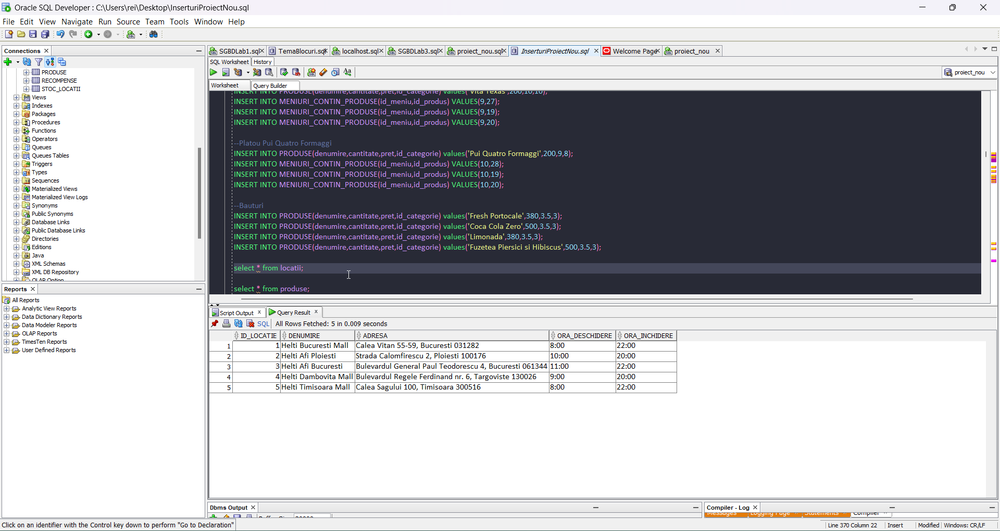 Oracle SQL Developer : C:\Users\rei\Desktop\InserturiProiectNou.sql
File Edit View Navigate Run Source Team Tools Window Help
Connections
PRODUSE
RECOMPENSE
STOC_LOCATII
Views
Indexes
Packages
Procedures
Functions
Operators
Queues
Queues Tables
Triggers
Types
Sequences
Materialized Views
Materialized View Logs
Synonyms
Public Synonyms
Database Links
Public Database Links
Directories
Editions
Java
XML Schemas
XML DB Repository
OLAP Option
Reports
All Reports
Analytic View Reports
Data Dictionary Reports
Data Modeler Reports
OLAP Reports
TimesTen Reports
User Defined Reports
SGBDLab1.sql TemaBlocuri.sql localhost.sql SGBDLab3.sql proiect_nou.sql InserturiProiectNou.sql Welcome Page proiect_nou
SQL Worksheet History
proiect_nou
Worksheet Query Builder
INSERT INTO PRODUSE(denumire,cantitate,pret,id_categorie) values('Vita Texas',200,10,10);
INSERT INTO MENIURI_CONTIN_PRODUSE(id_meniu,id_produs) VALUES(9,27);
INSERT INTO MENIURI_CONTIN_PRODUSE(id_meniu,id_produs) VALUES(9,19);
INSERT INTO MENIURI_CONTIN_PRODUSE(id_meniu,id_produs) VALUES(9,20);
--Platou Pui Quatro Formaggi
INSERT INTO PRODUSE(denumire,cantitate,pret,id_categorie) values('Pui Quatro Formaggi',200,9,8);
INSERT INTO MENIURI_CONTIN_PRODUSE(id_meniu,id_produs) VALUES(10,28);
INSERT INTO MENIURI_CONTIN_PRODUSE(id_meniu,id_produs) VALUES(10,19);
INSERT INTO MENIURI_CONTIN_PRODUSE(id_meniu,id_produs) VALUES(10,20);
--Bauturi
INSERT INTO PRODUSE(denumire,cantitate,pret,id_categorie) values('Fresh Portocale',380,3.5,3);
INSERT INTO PRODUSE(denumire,cantitate,pret,id_categorie) values('Coca Cola Zero',500,3.5,3);
INSERT INTO PRODUSE(denumire,cantitate,pret,id_categorie) values('Limonada',380,3.5,3);
INSERT INTO PRODUSE(denumire,cantitate,pret,id_categorie) values('Fuzetea Piersici si Hibiscus',500,3.5,3);
select * from locatii;
select * from produse;
Script Output Query Result
SQL All Rows Fetched: 5 in 0.009 seconds
ID_LOCATIE DENUMIRE ADRESA ORA_DESCHIDERE ORA_INCHIDERE
1 1 Helti Bucuresti Mall Calea Vitan 55-59, Bucuresti 031282 8:00 22:00
2 2 Helti Afi Ploiesti Strada Calomfirescu 2, Ploiesti 100176 10:00 20:00
3 3 Helti Afi Bucuresti Bulevardul General Paul Teodorescu 4, Bucuresti 061344 11:00 22:00
4 4 Helti Dambovita Mall Bulevardul Regele Ferdinand nr. 6, Targoviste 130026 9:00 20:00
5 5 Helti Timisoara Mall Calea Sagului 100, Timisoara 300516 8:00 22:00
Dbms Output
Compiler - Log
Messages Logging Page Statements Compiler
Click on an identifier with the Control key down to perform "Go to Declaration"
Line 370 Column 22 Insert Modified Windows: CR/LF